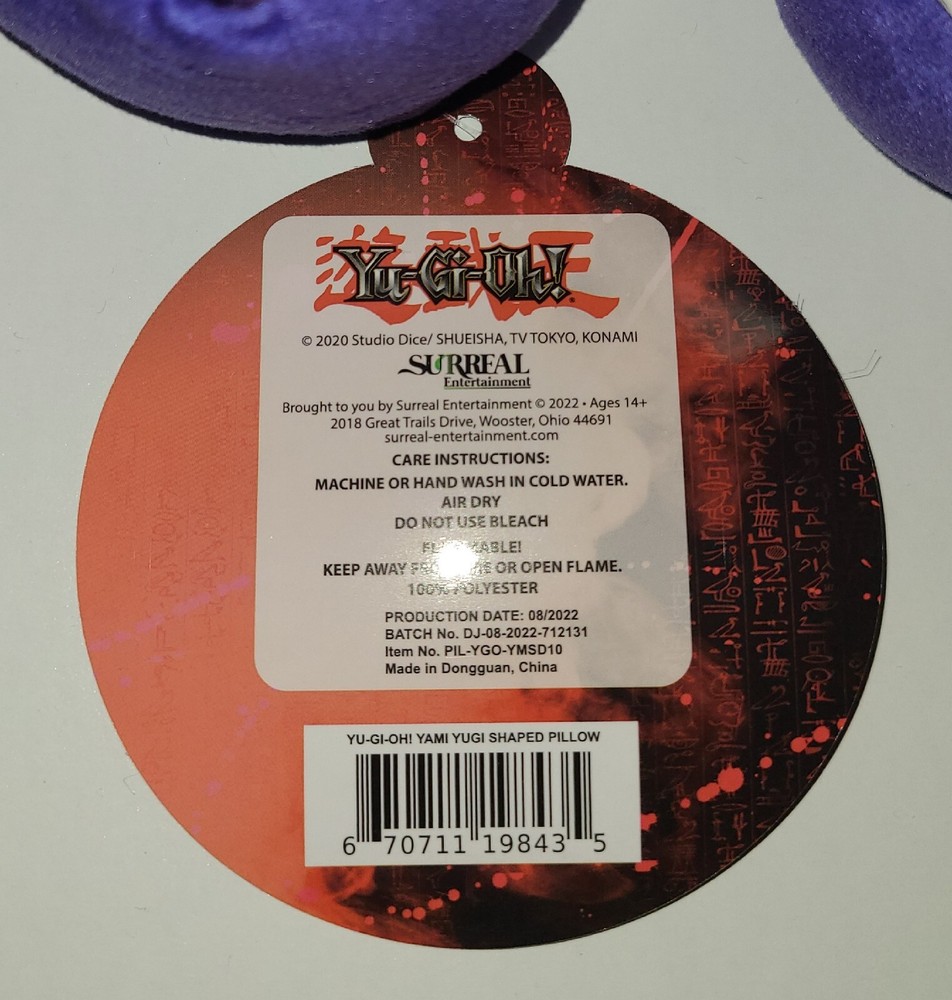 遊戯王
Yu-Gi-Oh!
© 2020 Studio Dice/ SHUEISHA, TV TOKYO, KONAMI
SURREAL
Entertainment
Brought to you by Surreal Entertainment © 2022 • Ages 14+
2018 Great Trails Drive, Wooster, Ohio 44691
surreal-entertainment.com
CARE INSTRUCTIONS:
MACHINE OR HAND WASH IN COLD WATER.
AIR DRY
DO NOT USE BLEACH
KEEP AWAY OR OPEN FLAME.
100% POLYESTER
PRODUCTION DATE: 08/2022
BATCH No. DJ-08-2022-712131
Item No. PIL-YGO-YMSD10
Made in Dongguan, China
YU-GI-OH! YAMI YUGI SHAPED PILLOW
6 70711 19843 5